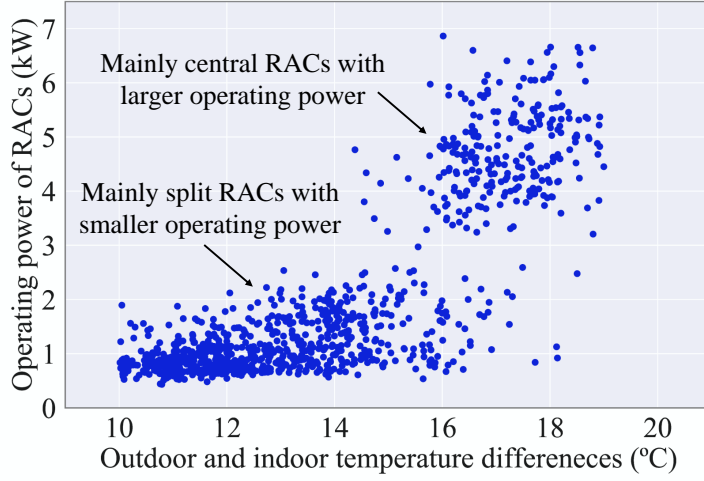 Operating power of RACs (kW)
7
6
5
4
3
2
1
0
Mainly central RACs with
larger operating power
Mainly split RACs with
smaller operating power
10 12 14 16 18 20
Outdoor and indoor temperature differeneces (ºC)